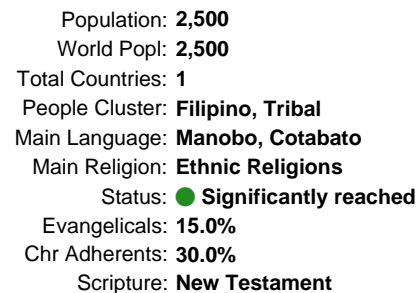 Population: 2,500
World Popl: 2,500
Total Countries: 1
People Cluster: Filipino, Tribal
Main Language: Manobo, Cotabato
Main Religion: Ethnic Religions
Status: Significantly reached
Evangelicals: 15.0%
Chr Adherents: 30.0%
Scripture: New Testament